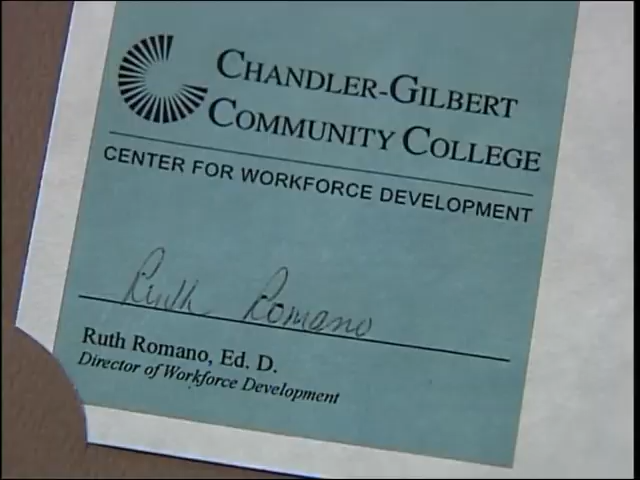 CHANDLER-GILBERT
COMMUNITY COLLEGE
CENTER FOR WORKFORCE DEVELOPMENT
Ruth Romano
Ruth Romano, Ed. D.
Director of Workforce Development